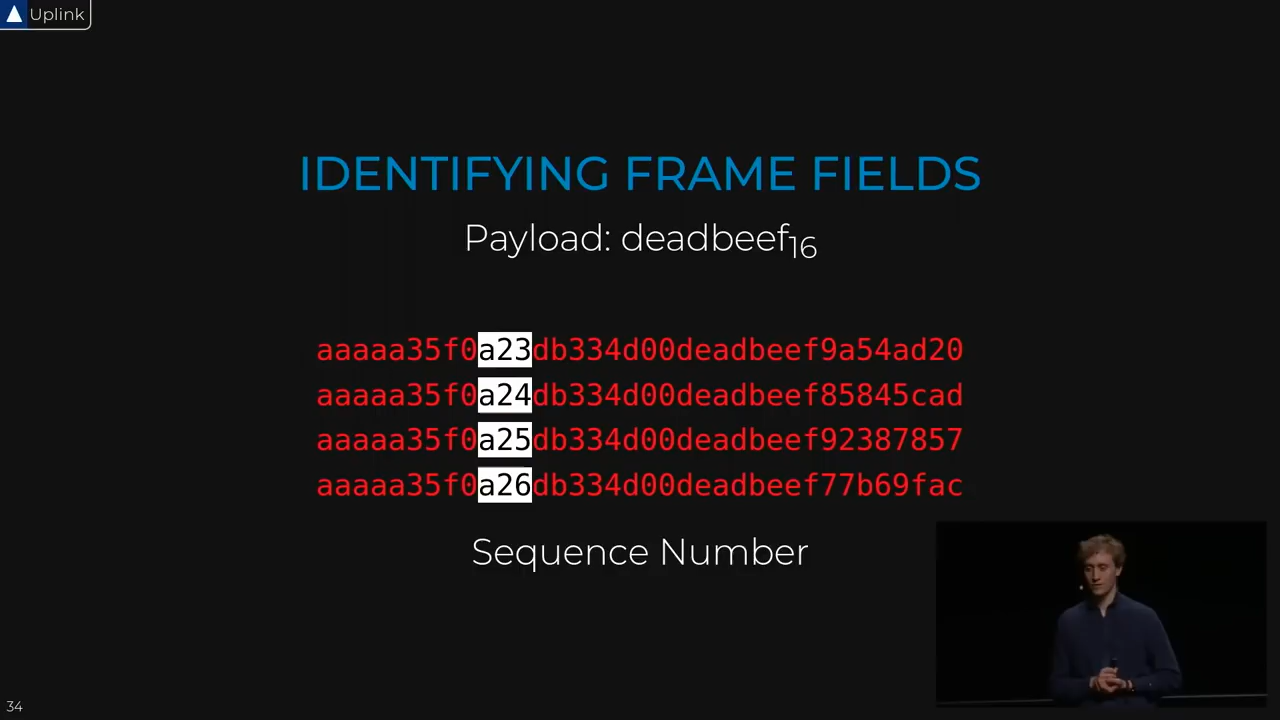 Uplink
IDENTIFYING FRAME FIELDS
Payload: deadbeef16
aaaaa35f0a23db334d00deadbeef9a54ad20
aaaaa35f0a24db334d00deadbeef85845cad
aaaaa35f0a25db334d00deadbeef92387857
aaaaa35f0a26db334d00deadbeef77b69fac
Sequence Number
34